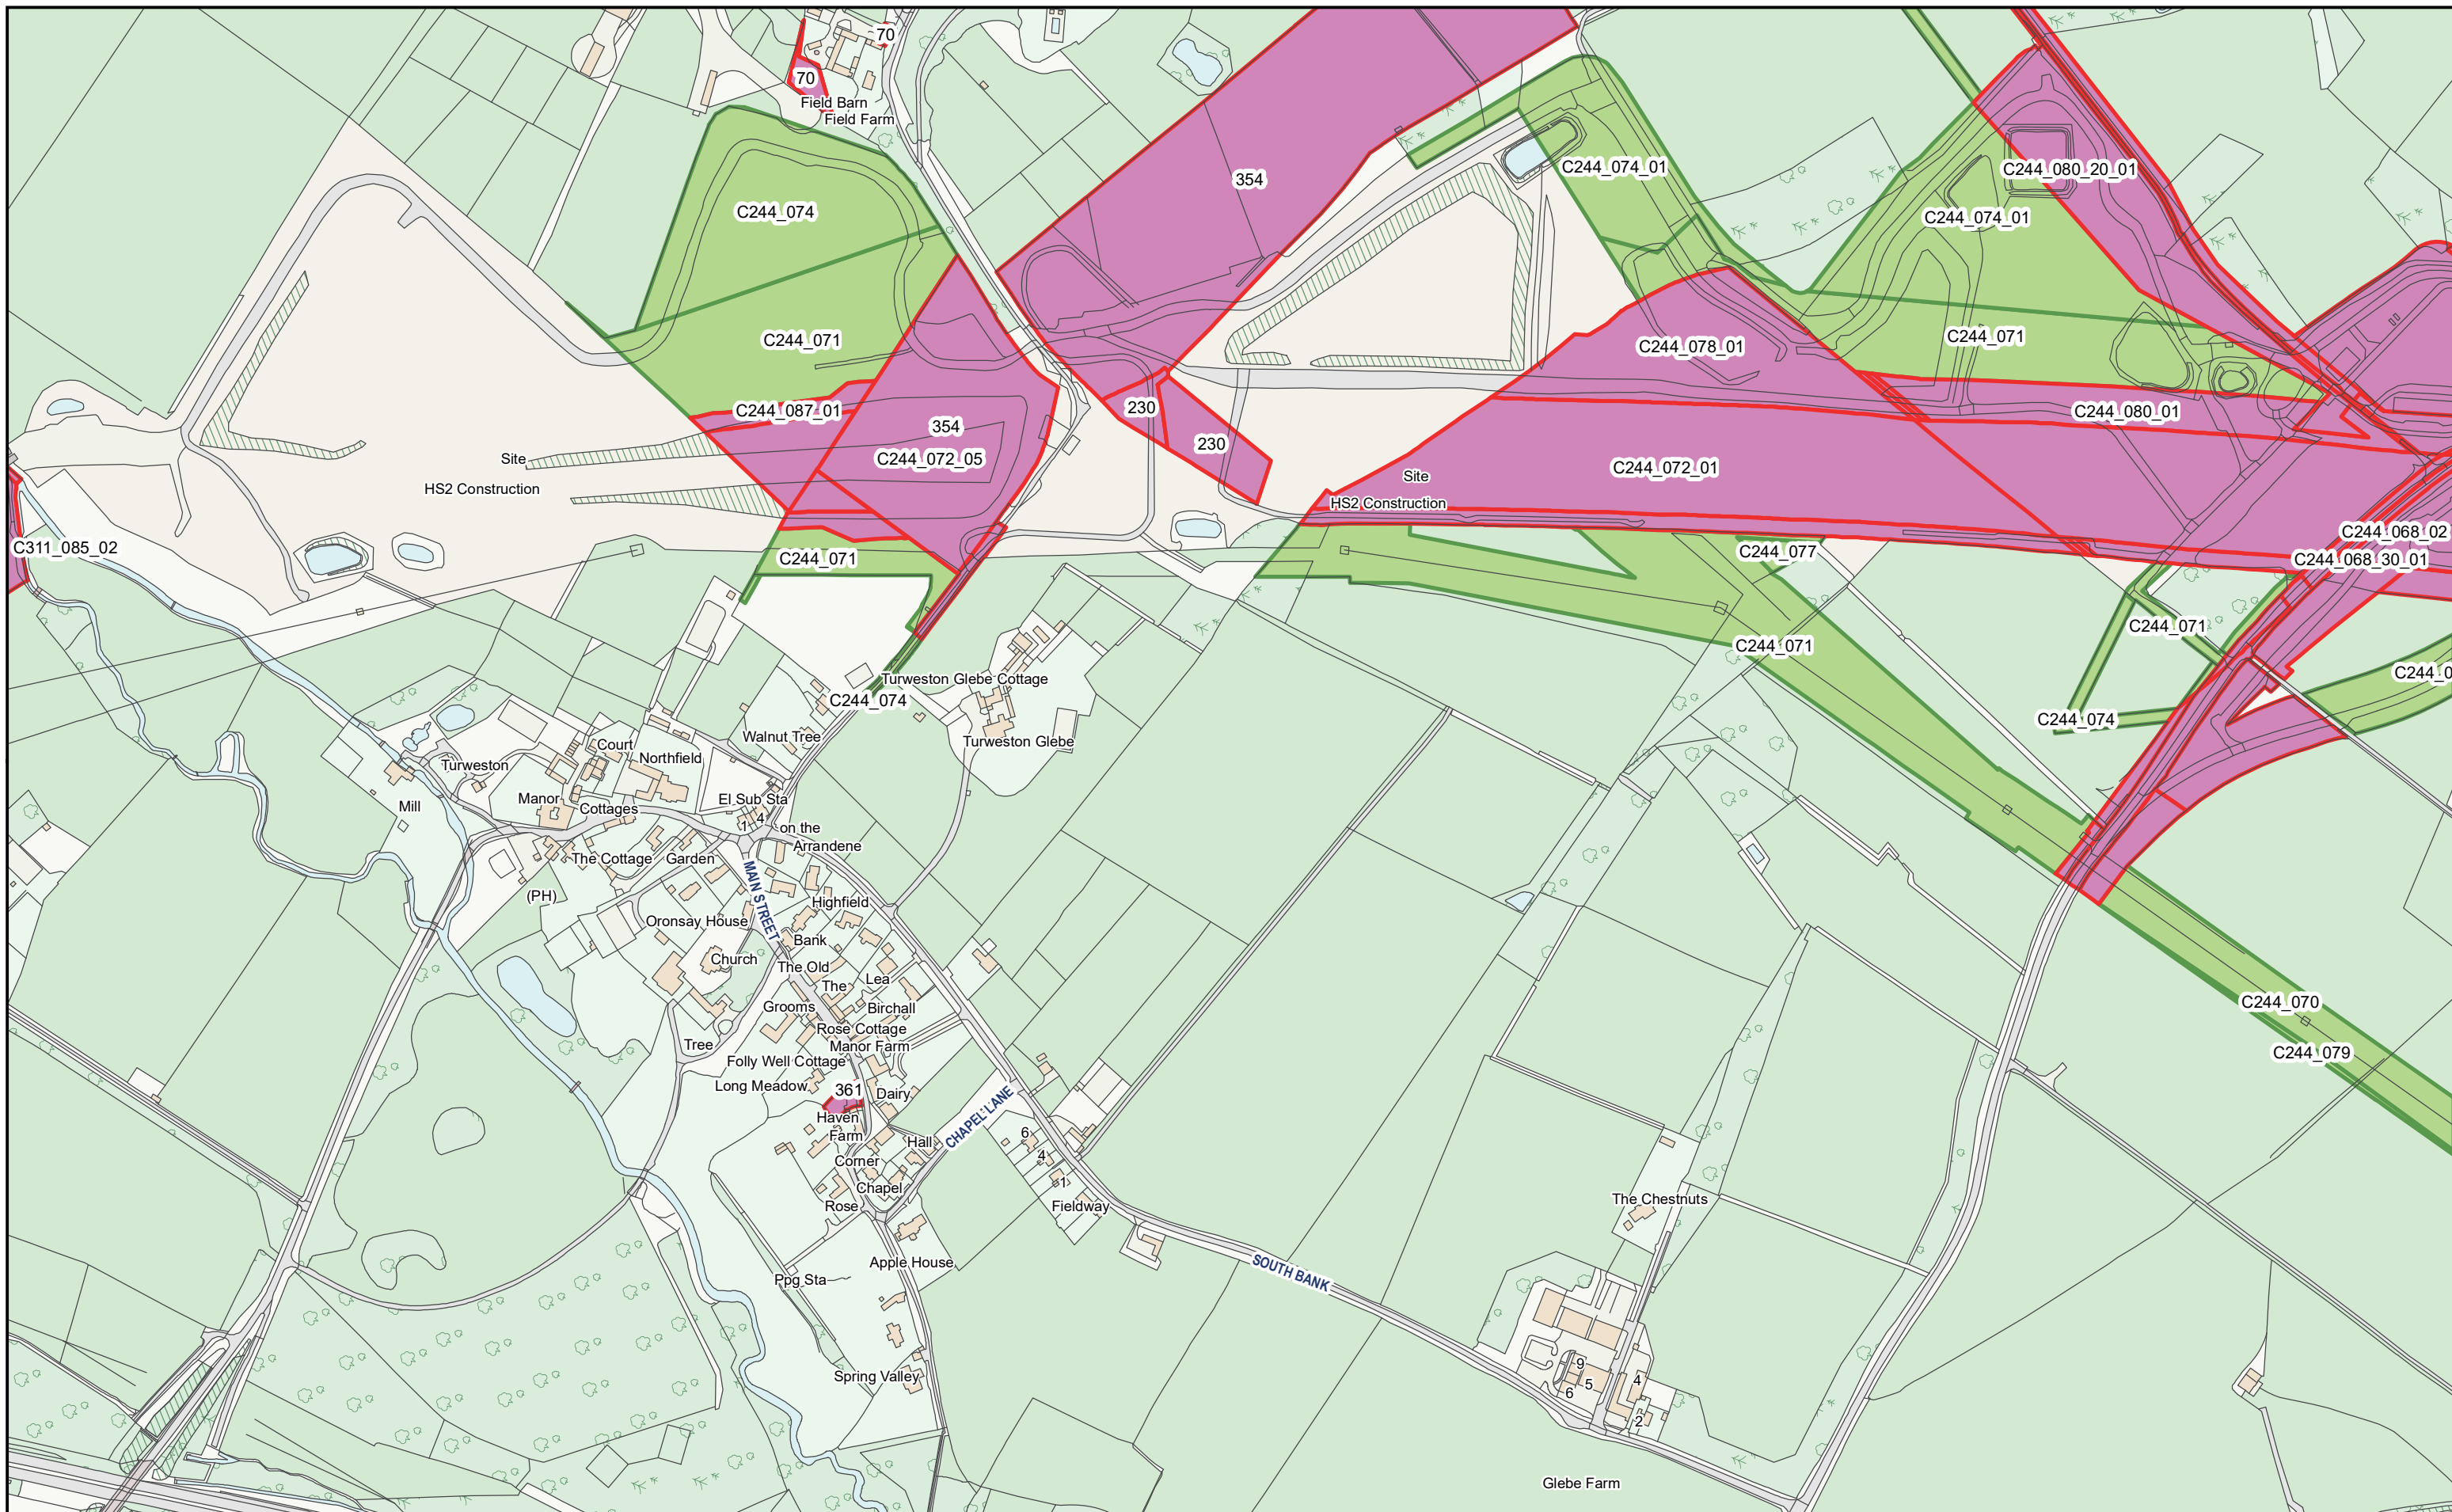 70
70
Field Barn
Field Farm
C244_074_01
C244_080_20_01
354
C244_074
C244_074_01
C244_071
C244_078_01
C244_071
C244_087_01
230
C244_080_01
354
230
Site
C244_072_05
C244_072_01
Site
HS2 Construction
HS2 Construction
C244_068_02
C311_085_02
C244_077
C244_071
C244_068_30_01
C244_071
C244_071
C244_0
Turweston Glebe Cottage
C244_074
C244_074
Walnut Tree
Turweston Glebe
Court
Northfield
Turweston
Manor
El Sub Sta
Mill
Cottages
4
1
on the
Arrandene
The Cottage
Garden
MAIN STREET
(PH)
Highfield
Oronsay House
Bank
Church
The Old
Lea
The
Grooms
Birchall
C244_070
Rose Cottage
Tree
Manor Farm
C244_079
Folly Well Cottage
Long Meadow
361
Dairy
CHAPEL LANE
Haven
Farm
6
Hall
4
Corner
1
Chapel
Rose
Fieldway
The Chestnuts
Apple House
SOUTH BANK
Ppg Sta
Spring Valley
9
5
4
6
2
Glebe Farm